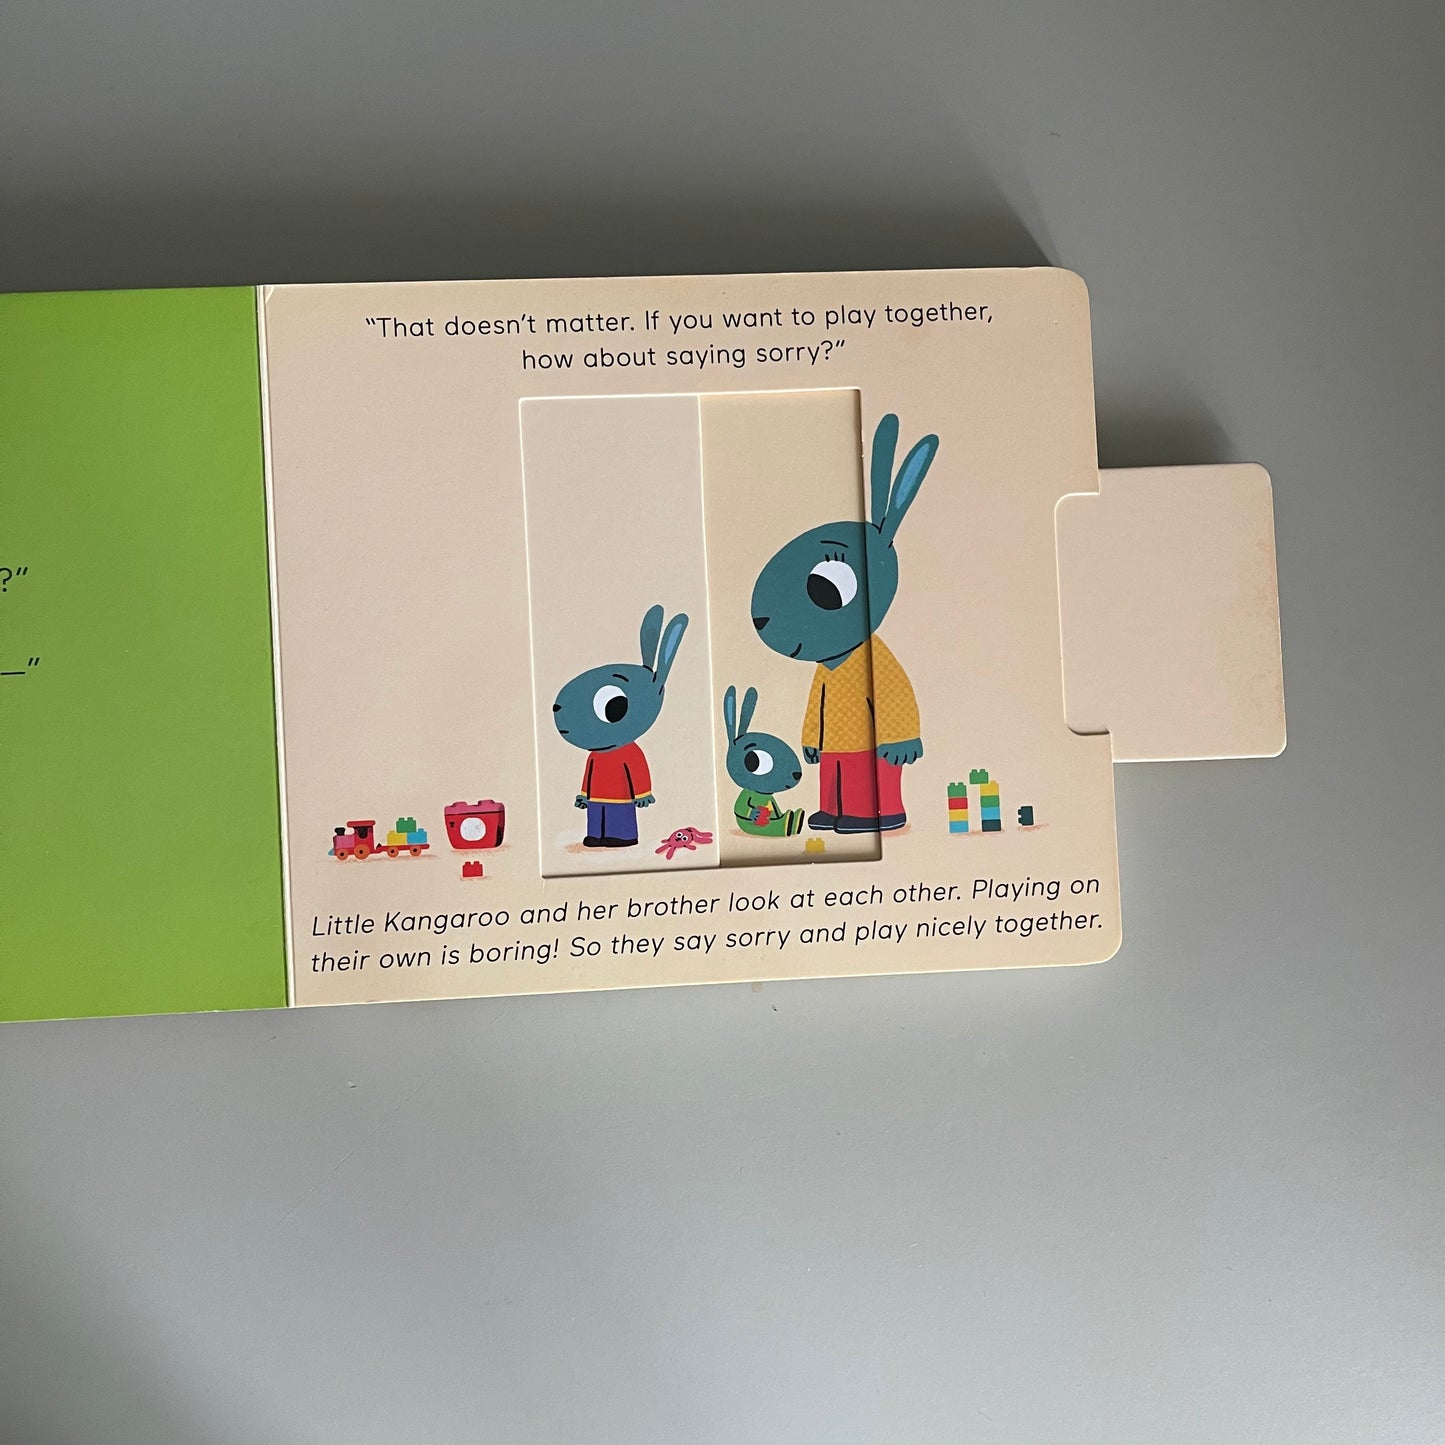 ?”
—”
“That doesn’t matter. If you want to play together,
how about saying sorry?”
Little Kangaroo and her brother look at each other. Playing on
their own is boring! So they say sorry and play nicely together.